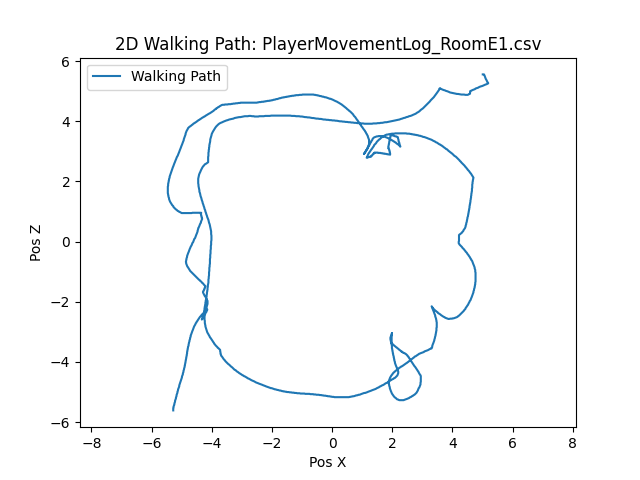 2D Walking Path: PlayerMovementLog_RoomE1.csv
Walking Path
Pos Z
6
4
2
0
−2
−4
−6
−8 −6 −4 −2 0 2 4 6 8
Pos X